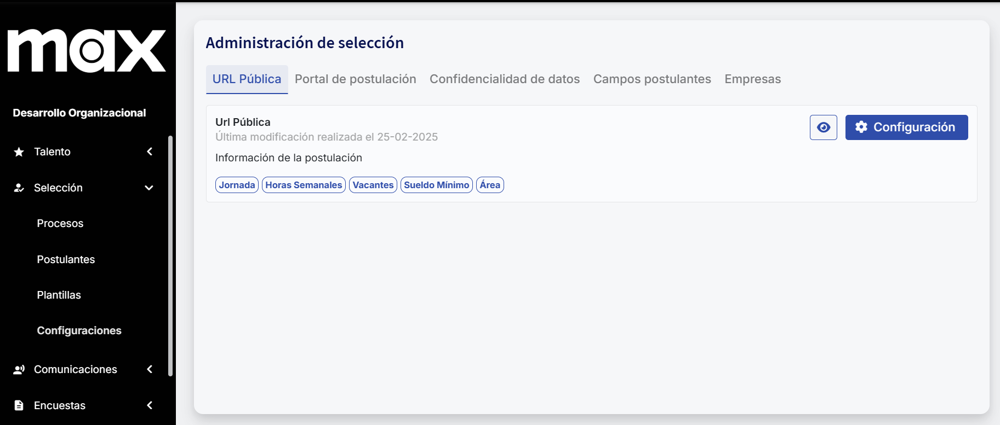 max
Desarrollo Organizacional
Talento
Selección
Procesos
Postulantes
Plantillas
Configuraciones
Comunicaciones
Encuestas
Administración de selección
URL Pública Portal de postulación Confidencialidad de datos Campos postulantes Empresas
Url Pública
Última modificación realizada el 25-02-2025
Configuración
Información de la postulación
Jornada Horas Semanales Vacantes Sueldo Mínimo Área